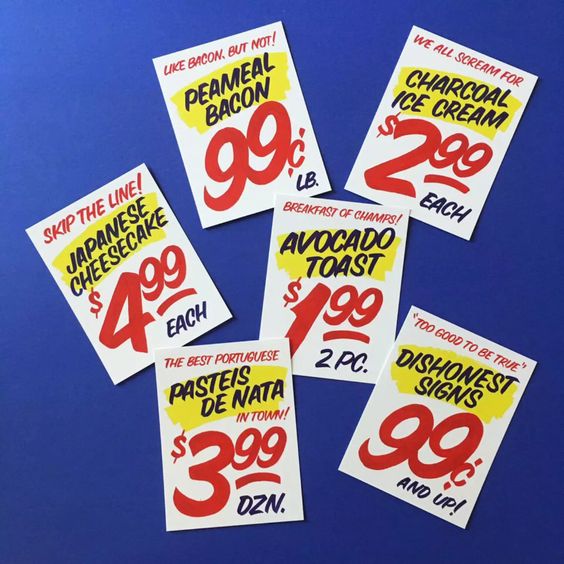 LIKE BACON, BUT NOT!
PEAMEAL
BACON
99¢
LB.
WE ALL SCREAM FOR
CHARCOAL
ICE CREAM
$2.99
EACH
SKIP THE LINE!
JAPANESE
CHEESECAKE
$4.99
EACH
BREAKFAST OF CHAMPS!
AVOCADO
TOAST
$1.99
2 PC.
THE BEST PORTUGUESE
PASTEIS
DE NATA
IN TOWN!
$3.99
DZN.
"TOO GOOD TO BE TRUE"
DISHONEST
SIGNS
99¢
AND UP!